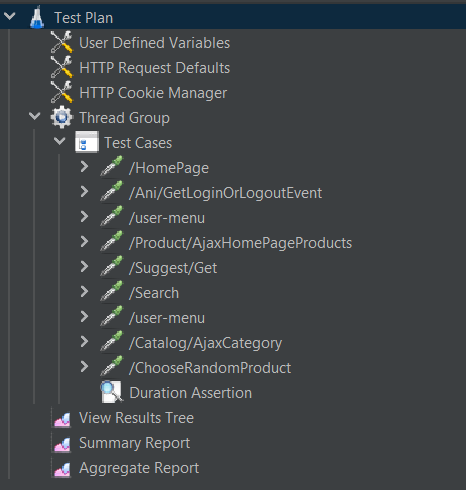 Test Plan
User Defined Variables
HTTP Request Defaults
HTTP Cookie Manager
Thread Group
Test Cases
/HomePage
/Ani/GetLoginOrLogoutEvent
/user-menu
/Product/AjaxHomePageProducts
/Suggest/Get
/Search
/user-menu
/Catalog/AjaxCategory
/ChooseRandomProduct
Duration Assertion
View Results Tree
Summary Report
Aggregate Report